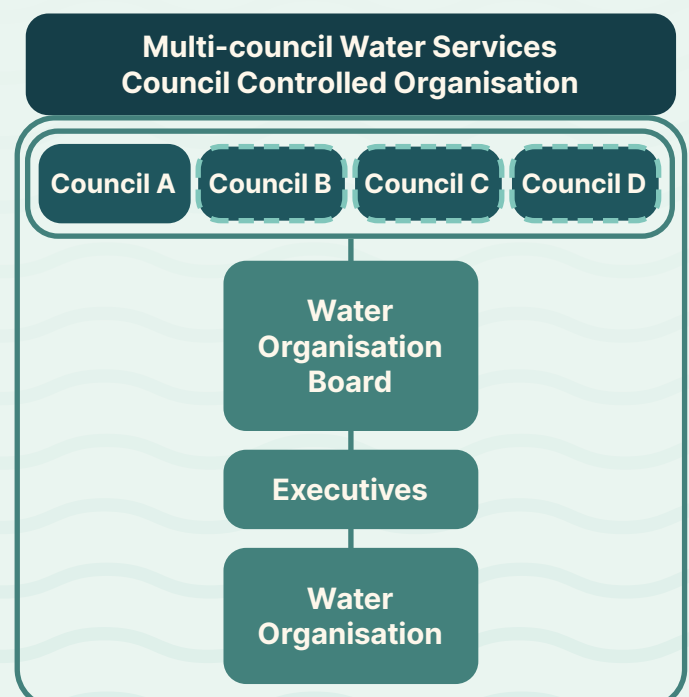 Multi-council Water Services
Council Controlled Organisation
Council A Council B Council C Council D
Water
Organisation
Board
Executives
Water
Organisation